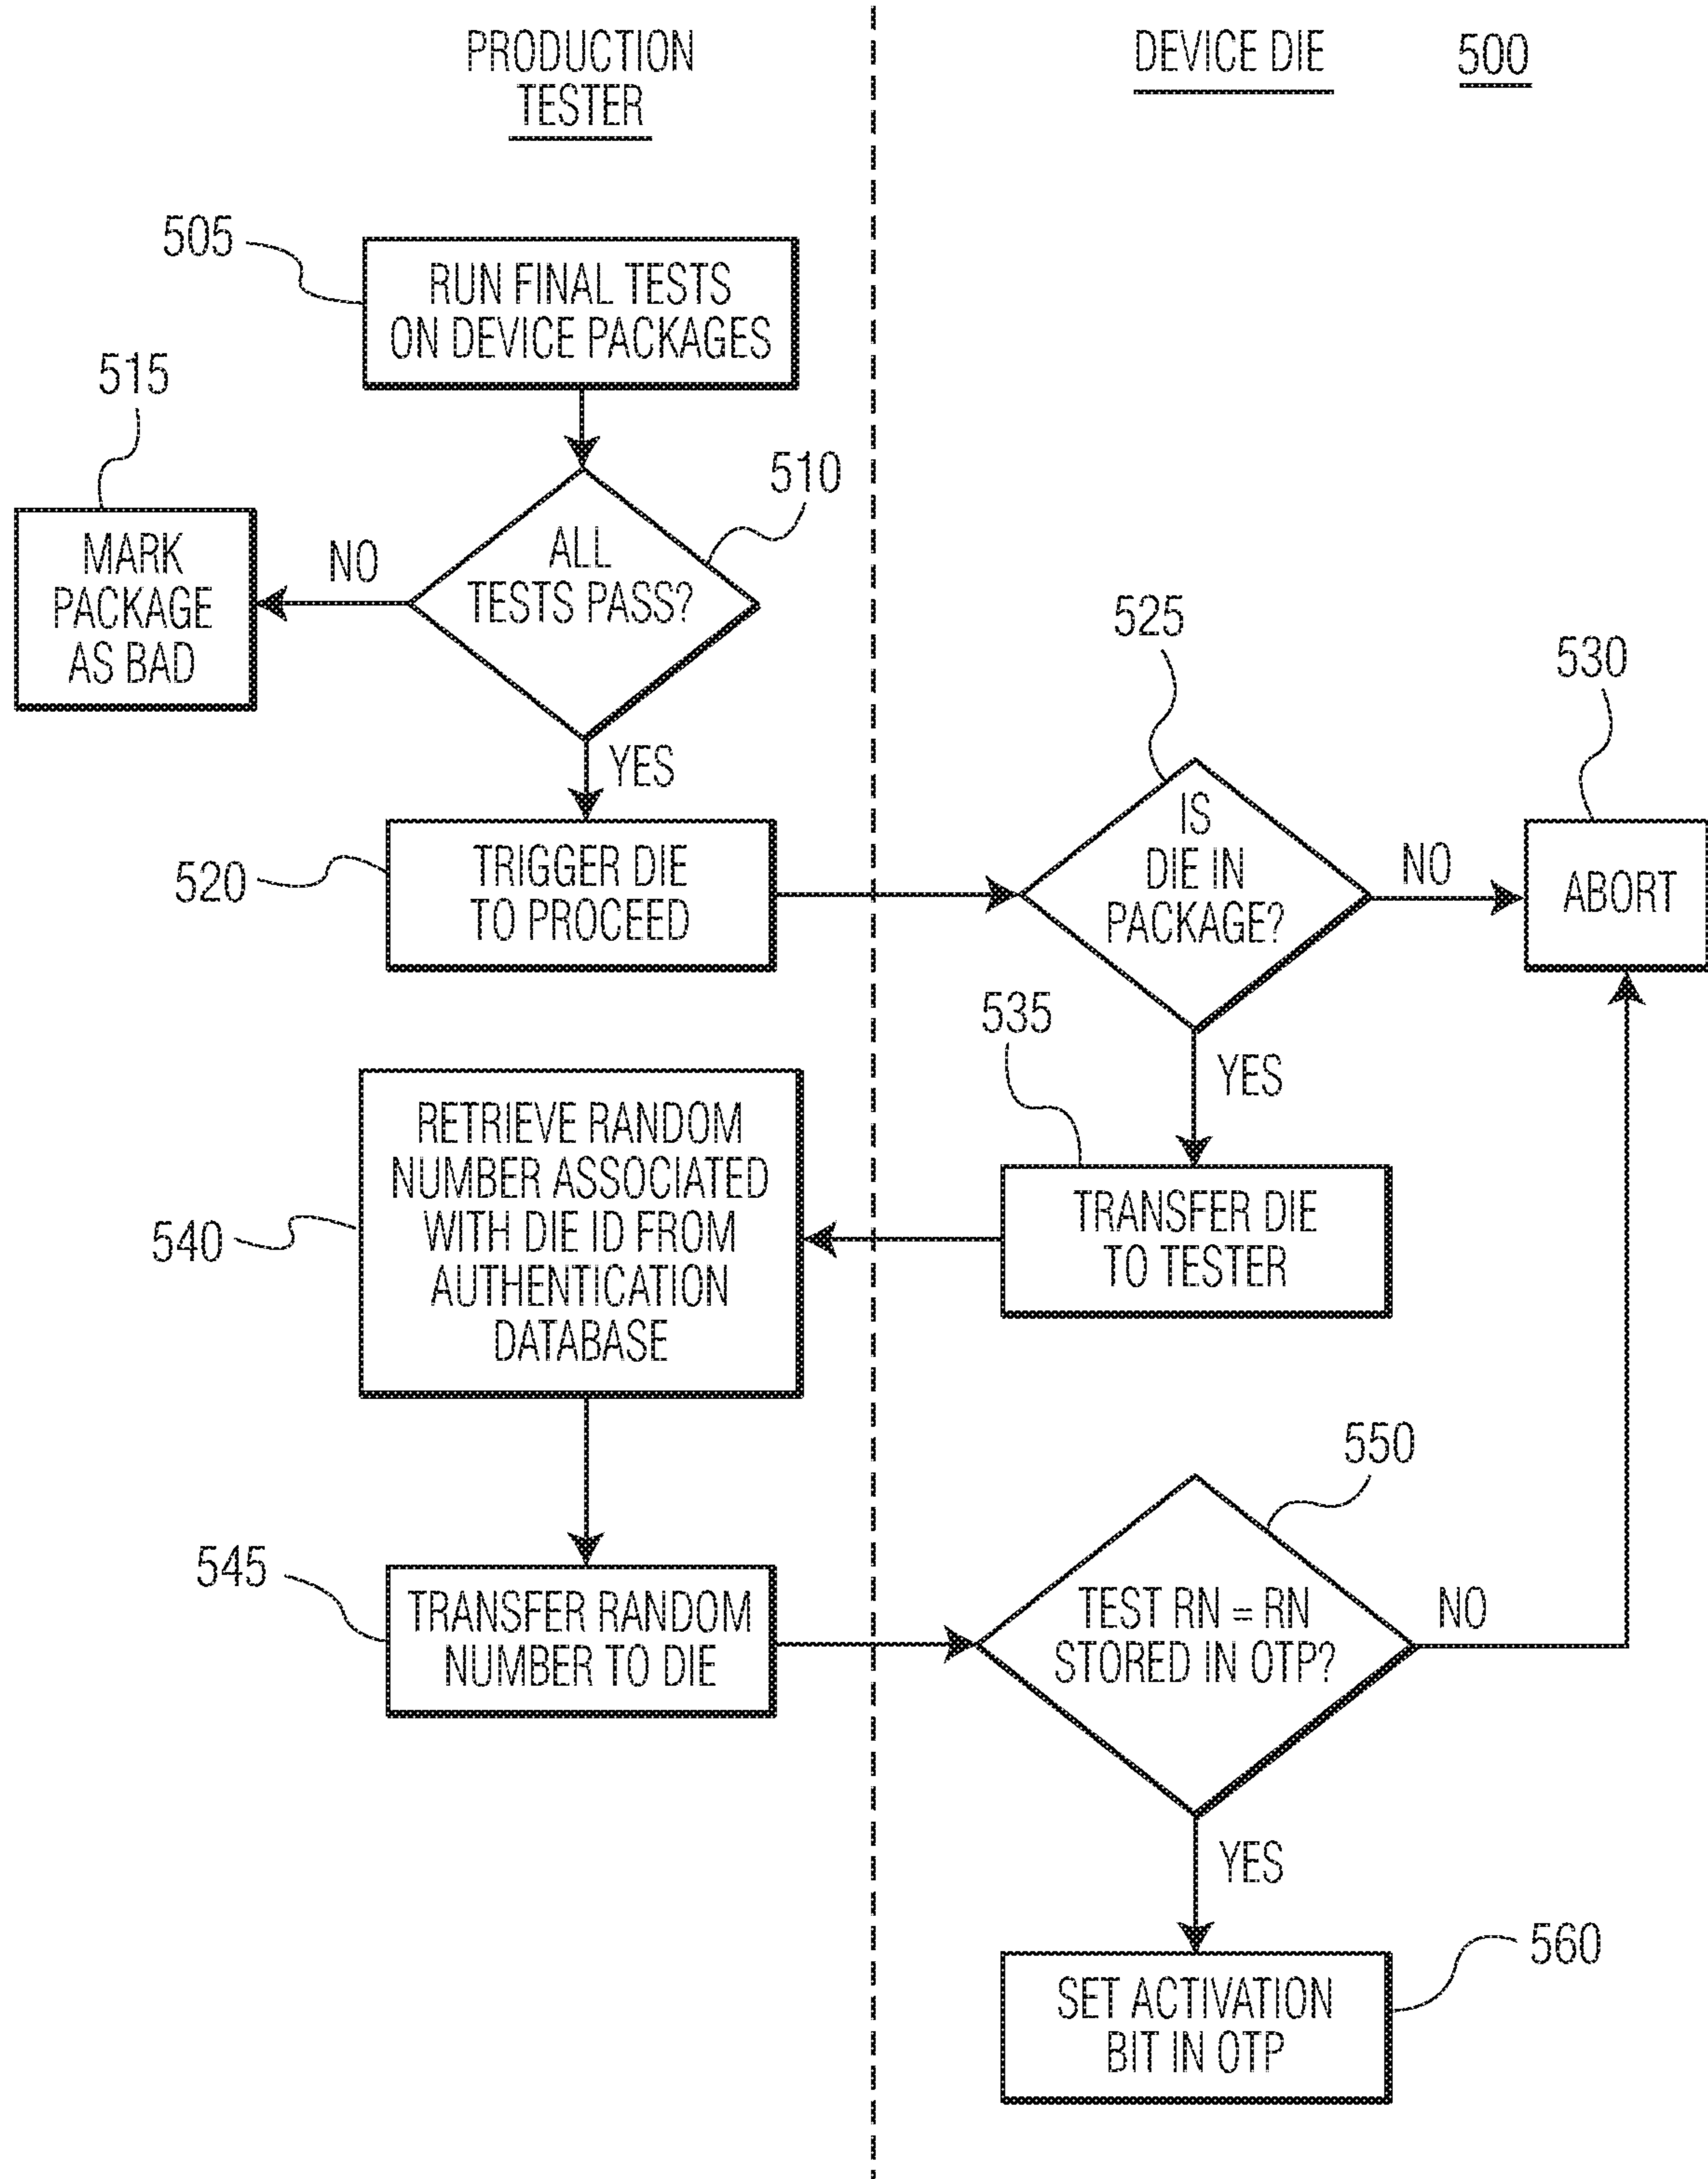 PRODUCTION
TESTER
DEVICE DIE
500
505
RUN FINAL TESTS
ON DEVICE PACKAGES
515
510
MARK
PACKAGE
AS BAD
NO
ALL
TESTS PASS?
YES
525
530
520
TRIGGER DIE
TO PROCEED
IS
DIE IN
PACKAGE?
NO
ABORT
535
YES
540
RETRIEVE RANDOM
NUMBER ASSOCIATED
WITH DIE ID FROM
AUTHENTICATION
DATABASE
TRANSFER DIE
TO TESTER
550
545
TRANSFER RANDOM
NUMBER TO DIE
TEST RN = RN
STORED IN OTP?
NO
YES
560
SET ACTIVATION
BIT IN OTP